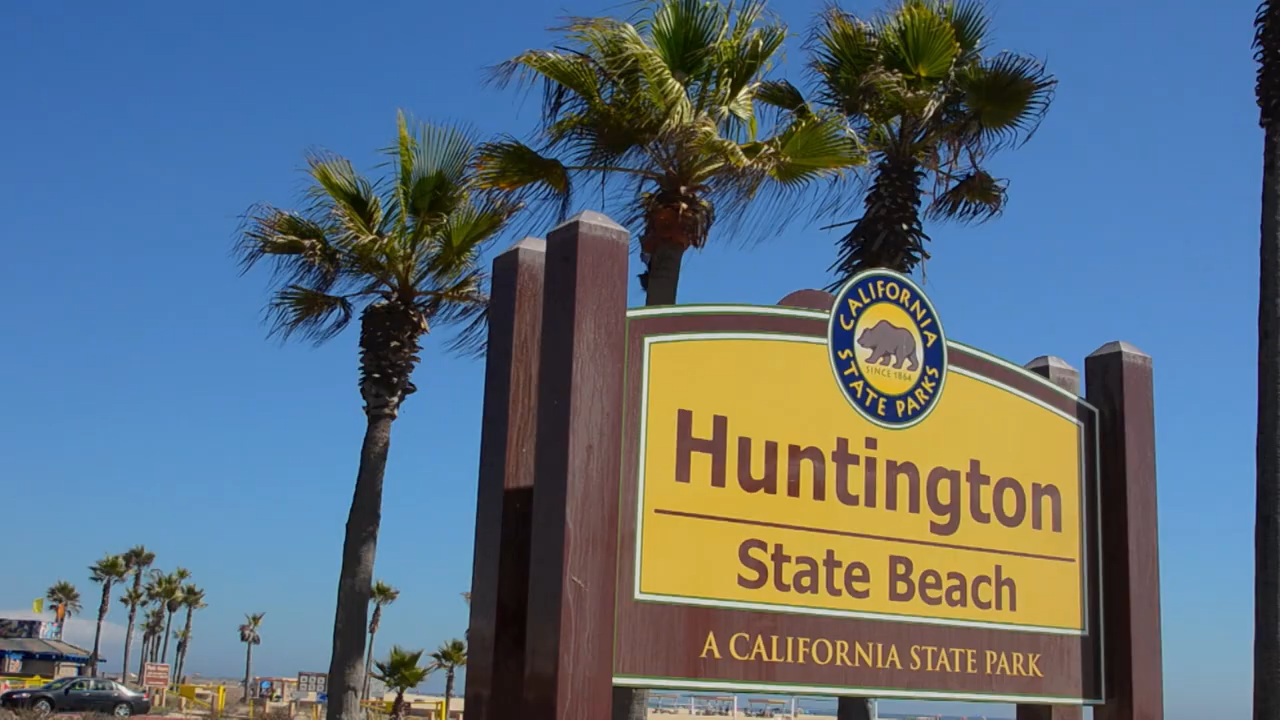 CALIFORNIA
STATE PARKS
SINCE 1864
Huntington
State Beach
A CALIFORNIA STATE PARK